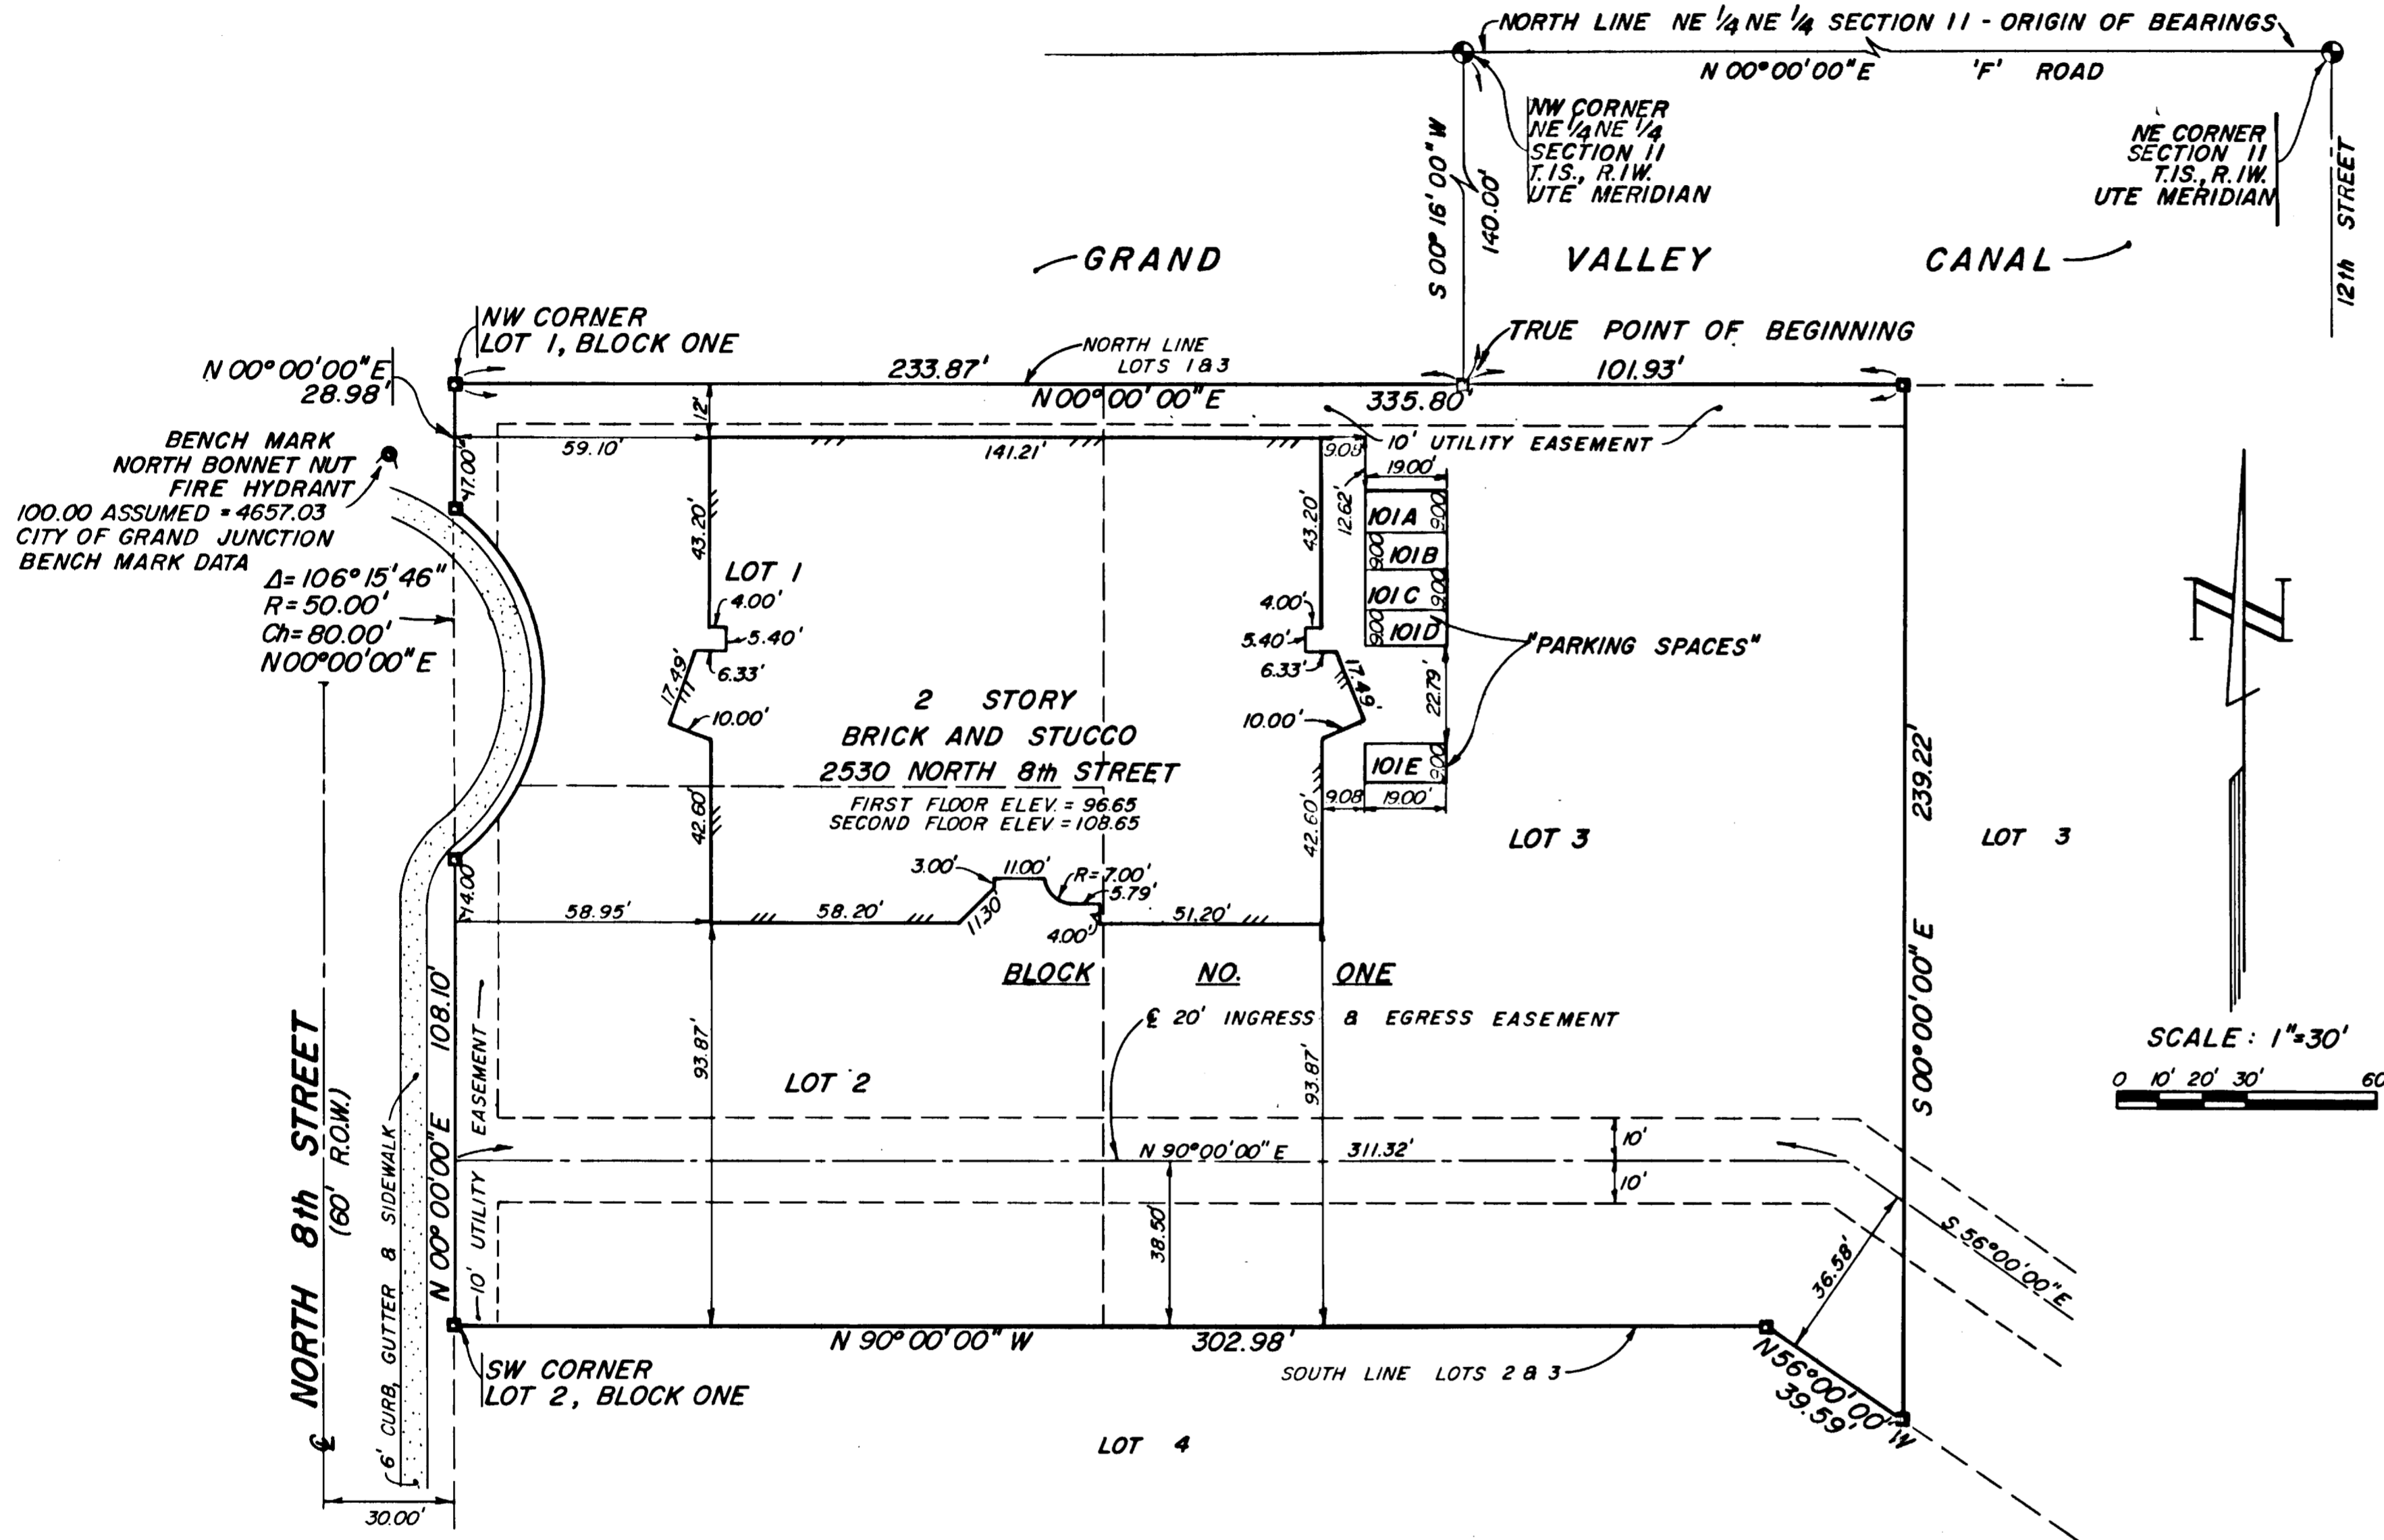 NORTH LINE NE 1/4 NE 1/4 SECTION 11 - ORIGIN OF BEARINGS
N 00°00'00"E 'F' ROAD
NW CORNER
NE 1/4 NE 1/4
SECTION 11
T.1S., R.1W.
UTE MERIDIAN
NE CORNER
SECTION 11
T.1S., R.1W.
UTE MERIDIAN
12th STREET
S 00°16'00"W
140.00'
GRAND VALLEY CANAL
NW CORNER
LOT 1, BLOCK ONE
TRUE POINT OF BEGINNING
N 00°00'00"E
28.98'
233.87'
NORTH LINE
LOTS 1 & 3
101.93'
N 00°00'00"E 335.80'
12'
BENCH MARK
NORTH BONNET NUT
FIRE HYDRANT
100.00 ASSUMED = 4657.03
CITY OF GRAND JUNCTION
BENCH MARK DATA
47.00'
59.10'
141.21'
9.08'
10' UTILITY EASEMENT
19.00'
12.62'
43.20'
43.20'
101A 9.00
9.00 101B
101C 9.00
9.00 101D
"PARKING SPACES"
Δ= 106°15'46"
R= 50.00'
Ch= 80.00'
N00°00'00"E
LOT 1
4.00'
5.40'
6.33'
17.49'
10.00'
4.00'
5.40'
6.33'
17.49'
10.00'
22.79'
2 STORY
BRICK AND STUCCO
2530 NORTH 8th STREET
FIRST FLOOR ELEV. = 96.65
SECOND FLOOR ELEV = 108.65
101E 9.00
9.08 19.00'
42.60'
42.60'
LOT 3
LOT 3
239.22'
S 00°00'00"E
3.00'
11.00'
R=7.00'
5.79'
11.30'
4.00'
44.00'
58.95'
58.20'
51.20'
BLOCK NO. ONE
℄ 20' INGRESS & EGRESS EASEMENT
93.87'
93.87'
LOT 2
N 90°00'00"E 311.32'
10'
10'
38.50'
36.58'
S 56°00'00"E
N
SCALE: 1"=30'
0 10' 20' 30' 60'
NORTH 8th STREET
(60' R.O.W.)
℄
6' CURB, GUTTER & SIDEWALK
N 00°00'00"E 108.10'
10' UTILITY EASEMENT
N 90°00'00" W 302.98'
SOUTH LINE LOTS 2 & 3
N56°00'00"W
39.59'
SW CORNER
LOT 2, BLOCK ONE
LOT 4
30.00'